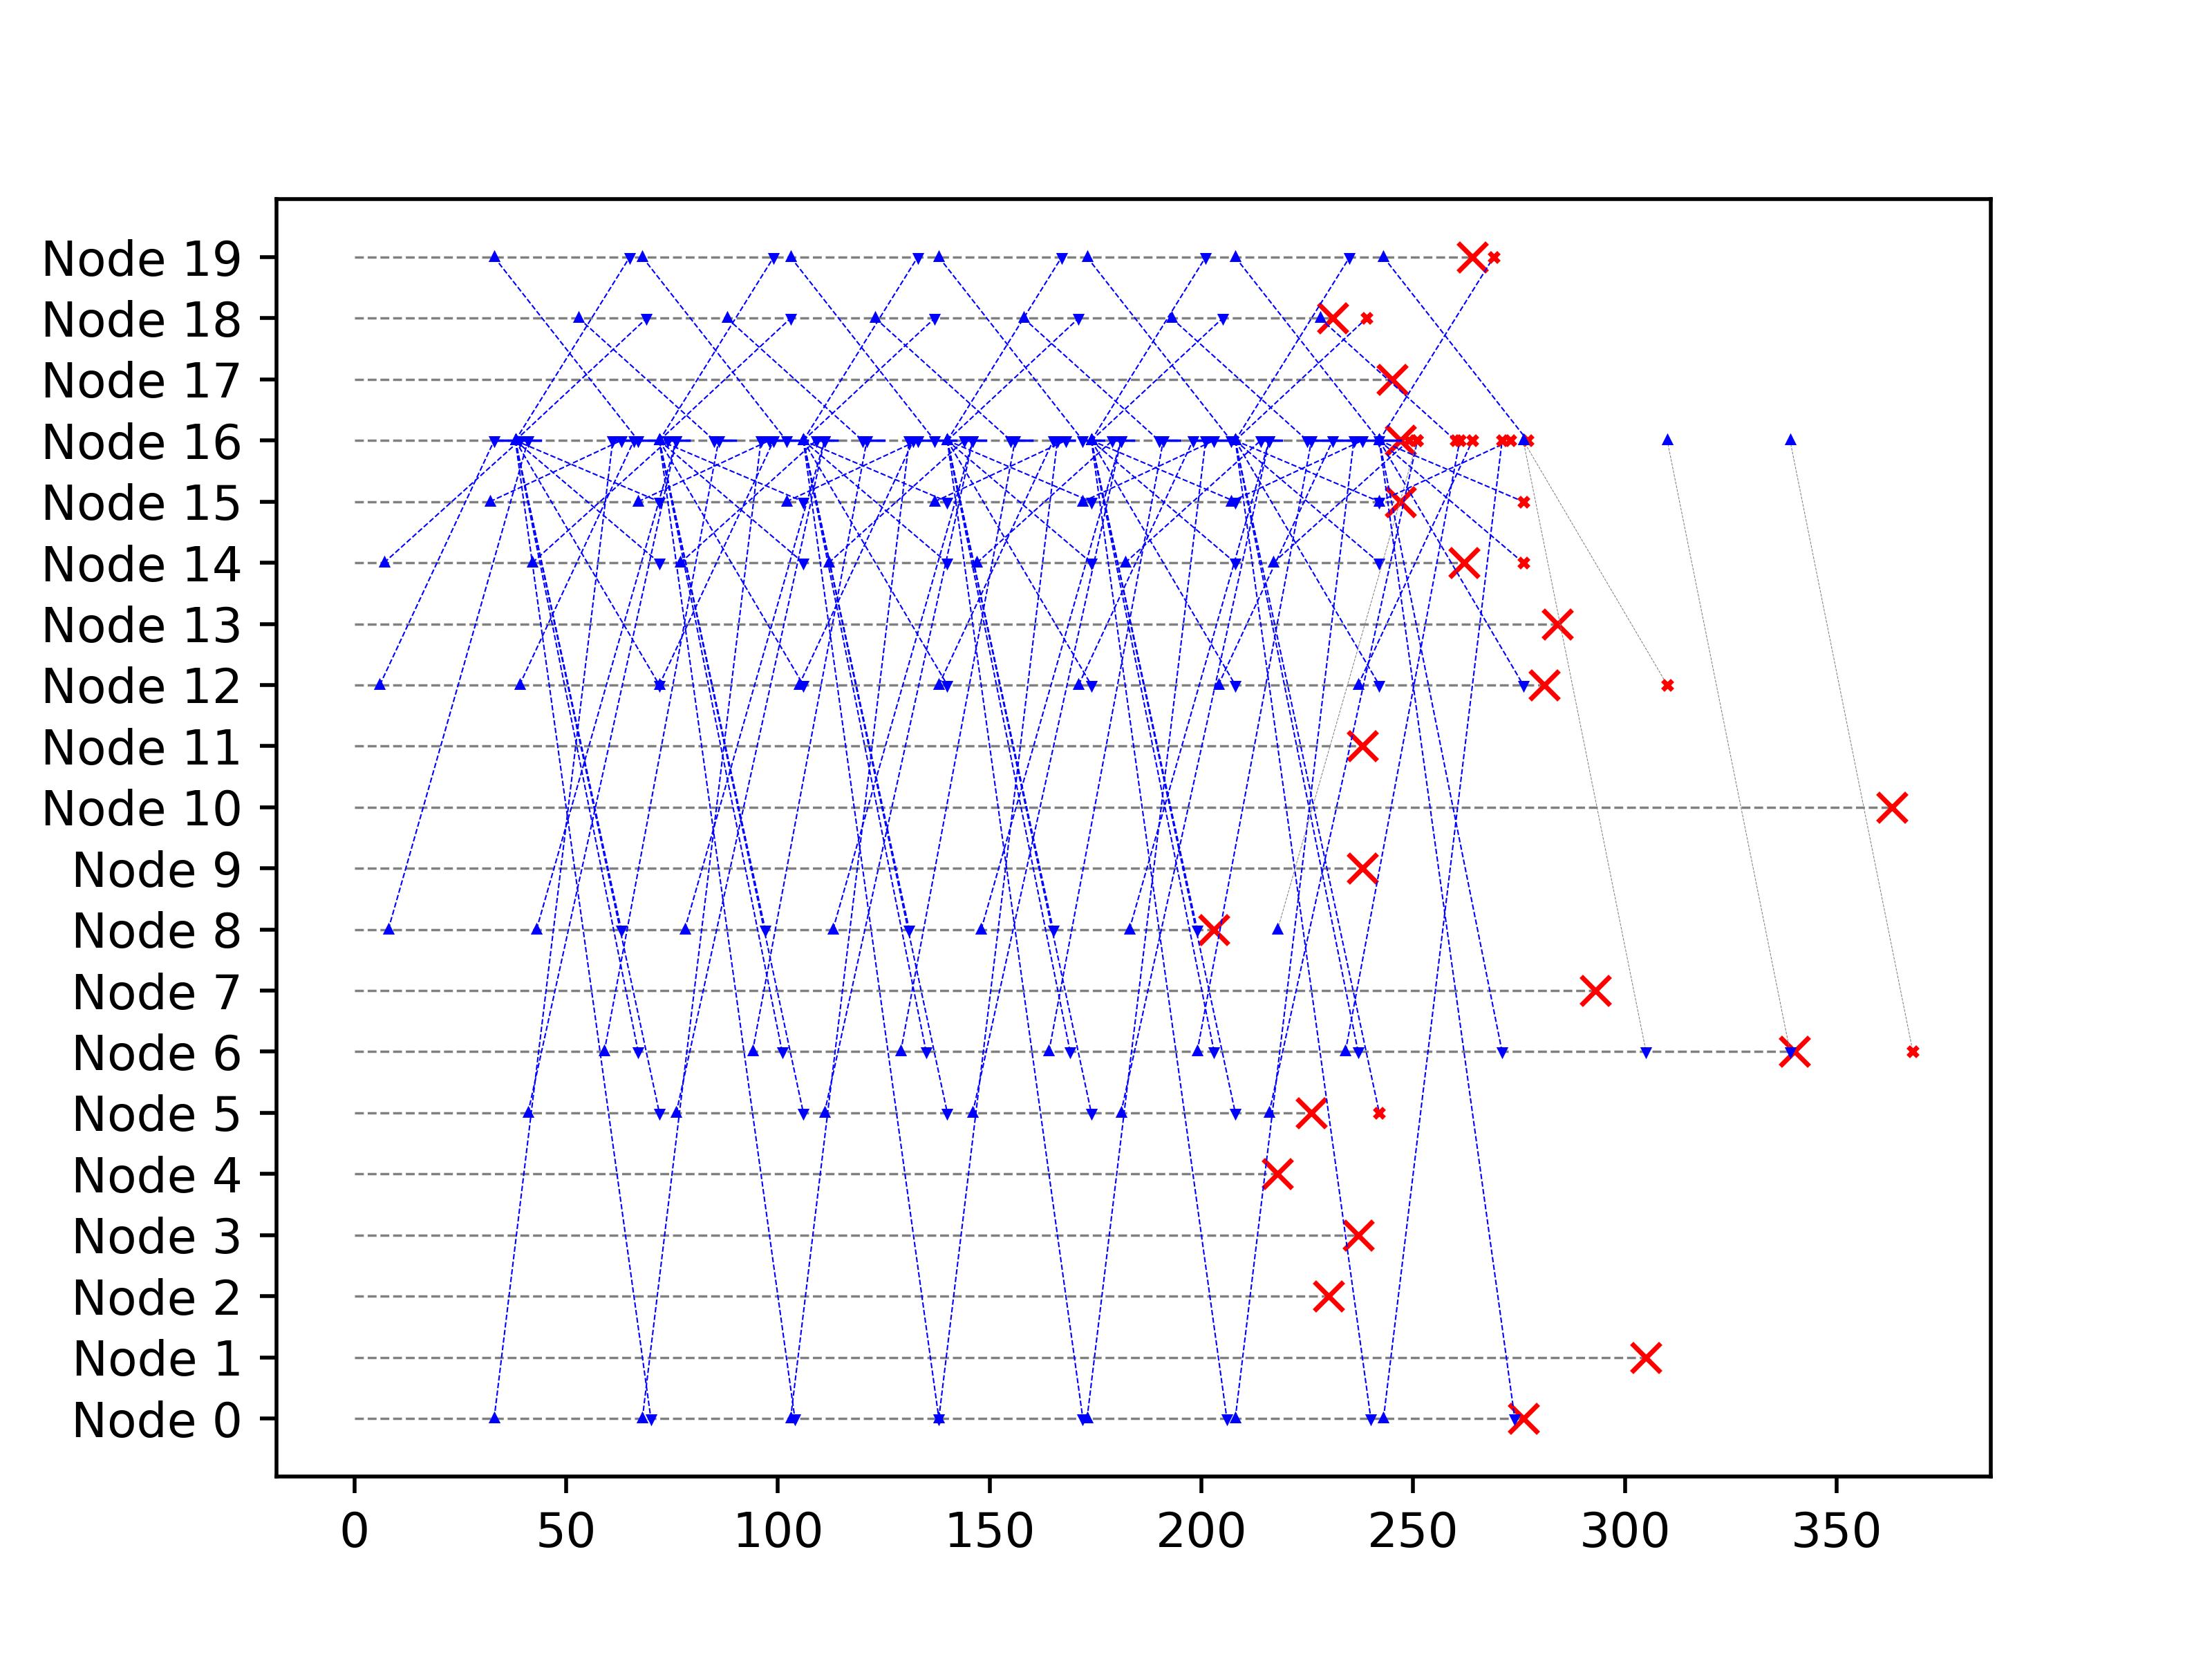 Node 19
Node 18
Node 17
Node 16
Node 15
Node 14
Node 13
Node 12
Node 11
Node 10
Node 9
Node 8
Node 7
Node 6
Node 5
Node 4
Node 3
Node 2
Node 1
Node 0
0 50 100 150 200 250 300 350